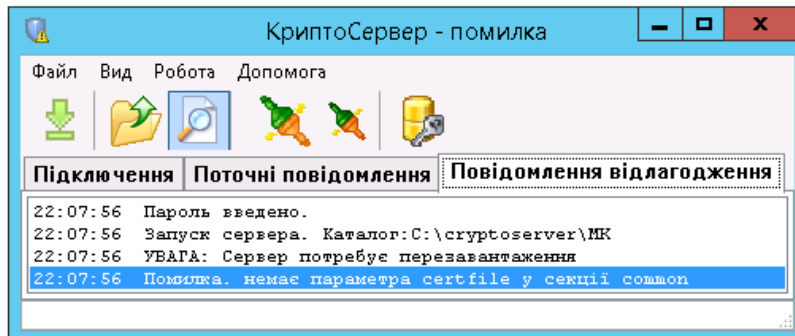 КриптоСервер - помилка
Файл Вид Робота Допомога
Підключення Поточні повідомлення Повідомлення відлагодження
22:07:56 Пароль введено.
22:07:56 Запуск сервера. Каталог:C:\cryptoserver\МК
22:07:56 УВАГА: Сервер потребує перезавантаження
22:07:56 Помилка. немає параметра certfile у секції common